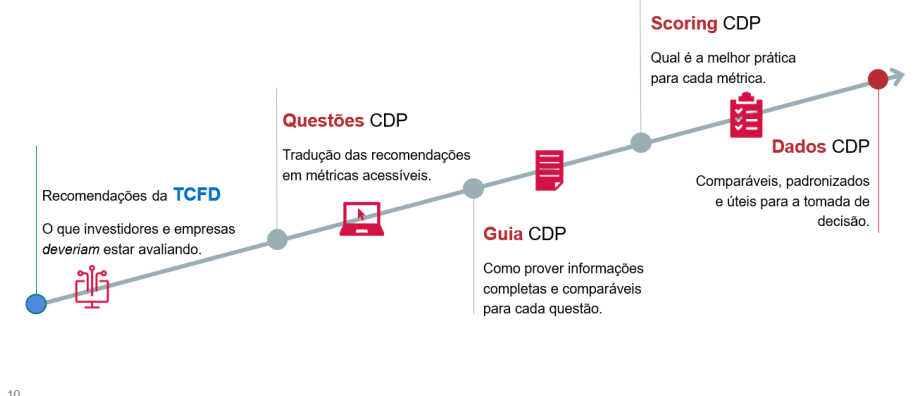 Recomendações da TCFD
O que investidores e empresas
deveriam estar avaliando.
Questões CDP
Tradução das recomendações
em métricas acessíveis.
Guia CDP
Como prover informações
completas e comparáveis
para cada questão.
Scoring CDP
Qual é a melhor prática
para cada métrica.
Dados CDP
Comparáveis, padronizados
e úteis para a tomada de
decisão.
10